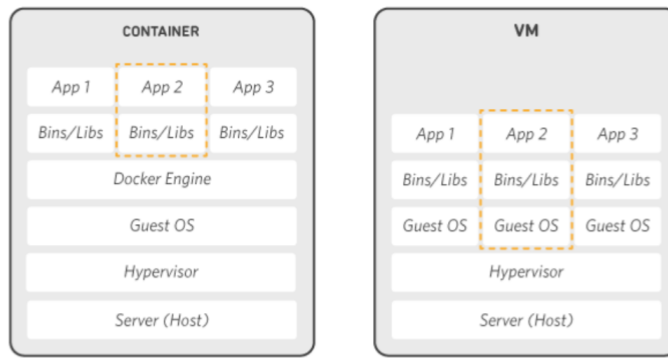 CONTAINER
App 1 App 2 App 3
Bins/Libs Bins/Libs Bins/Libs
Docker Engine
Guest OS
Hypervisor
Server (Host)
VM
App 1 App 2 App 3
Bins/Libs Bins/Libs Bins/Libs
Guest OS Guest OS Guest OS
Hypervisor
Server (Host)